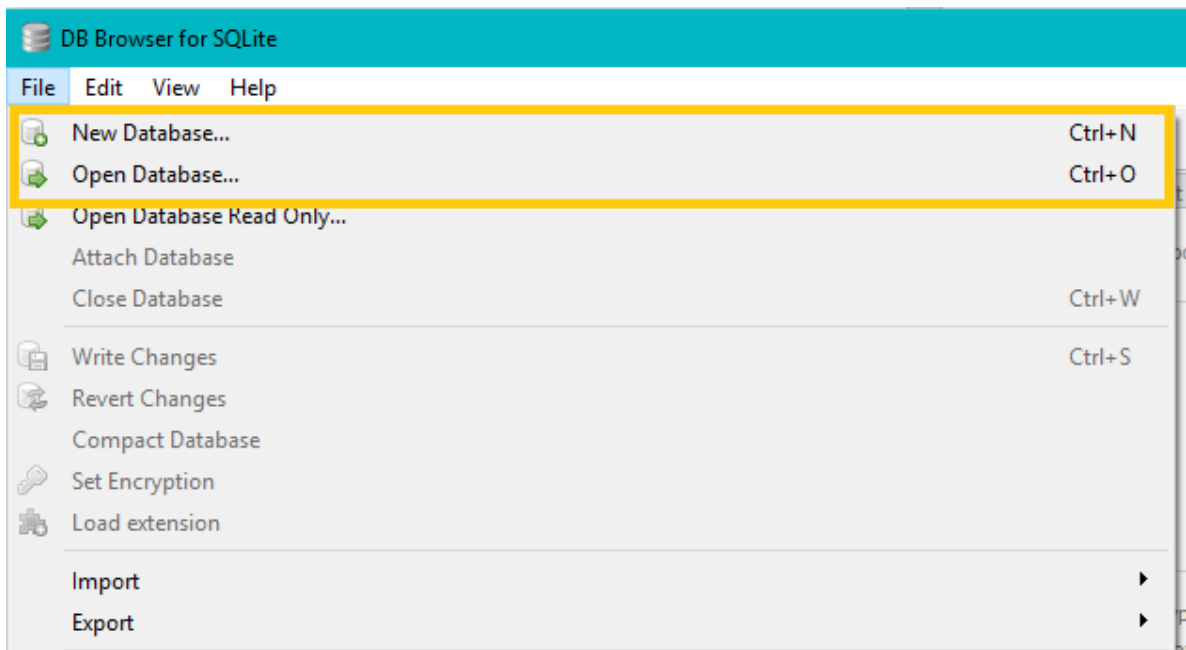 DB Browser for SQLite
File Edit View Help
New Database... Ctrl+N
Open Database... Ctrl+O
Open Database Read Only...
Attach Database
Close Database Ctrl+W
Write Changes Ctrl+S
Revert Changes
Compact Database
Set Encryption
Load extension
Import
Export